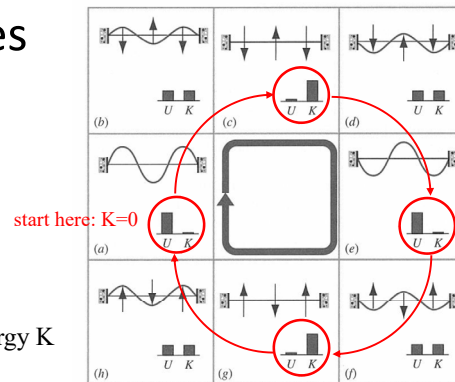 es
(b)
U K
(c)
U K
(d)
U K
start here: K=0
(a)
U K
(e)
U K
rgy K
(h)
U K
(g)
U K
(f)
U K